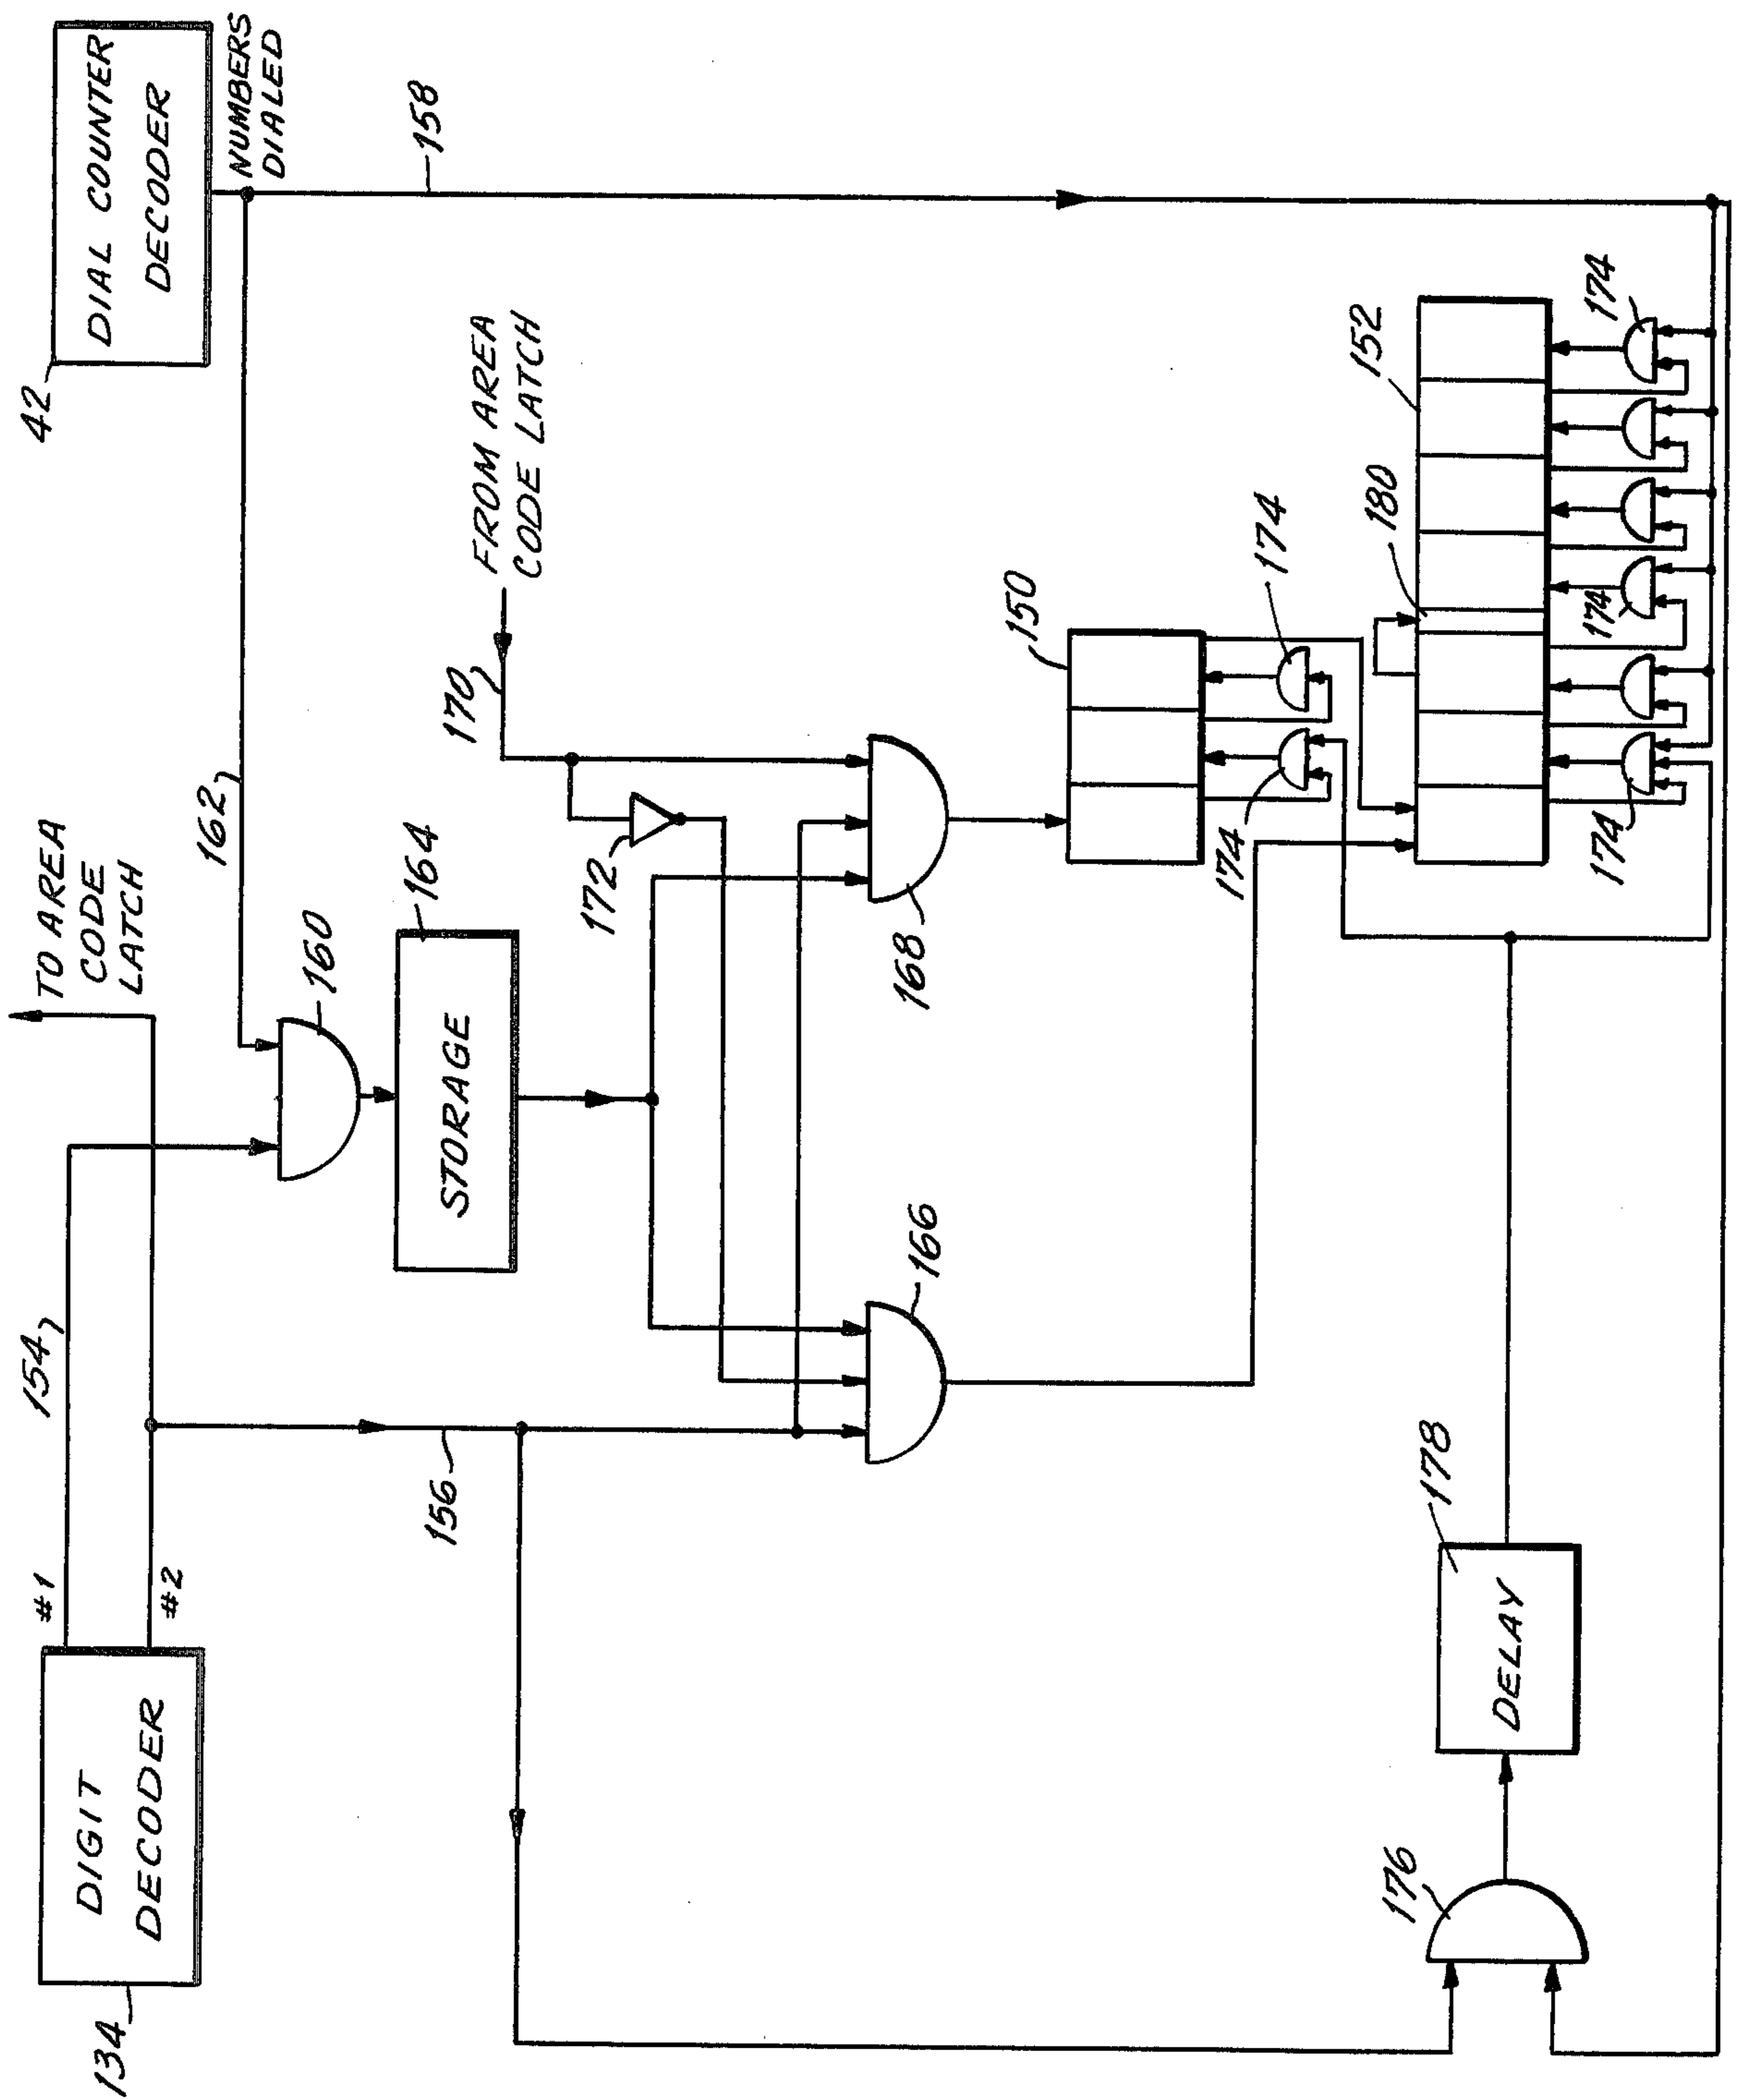 134
DIGIT
DECODER
#1
#2
154
TO AREA
CODE
LATCH
162
42
DIAL COUNTER
DECODER
NUMBERS
DIALED
158
160
STORAGE
164
156
166
172
170
FROM AREA
CODE LATCH
168
150
174
174
176
DELAY
178
152
180
174
174
174